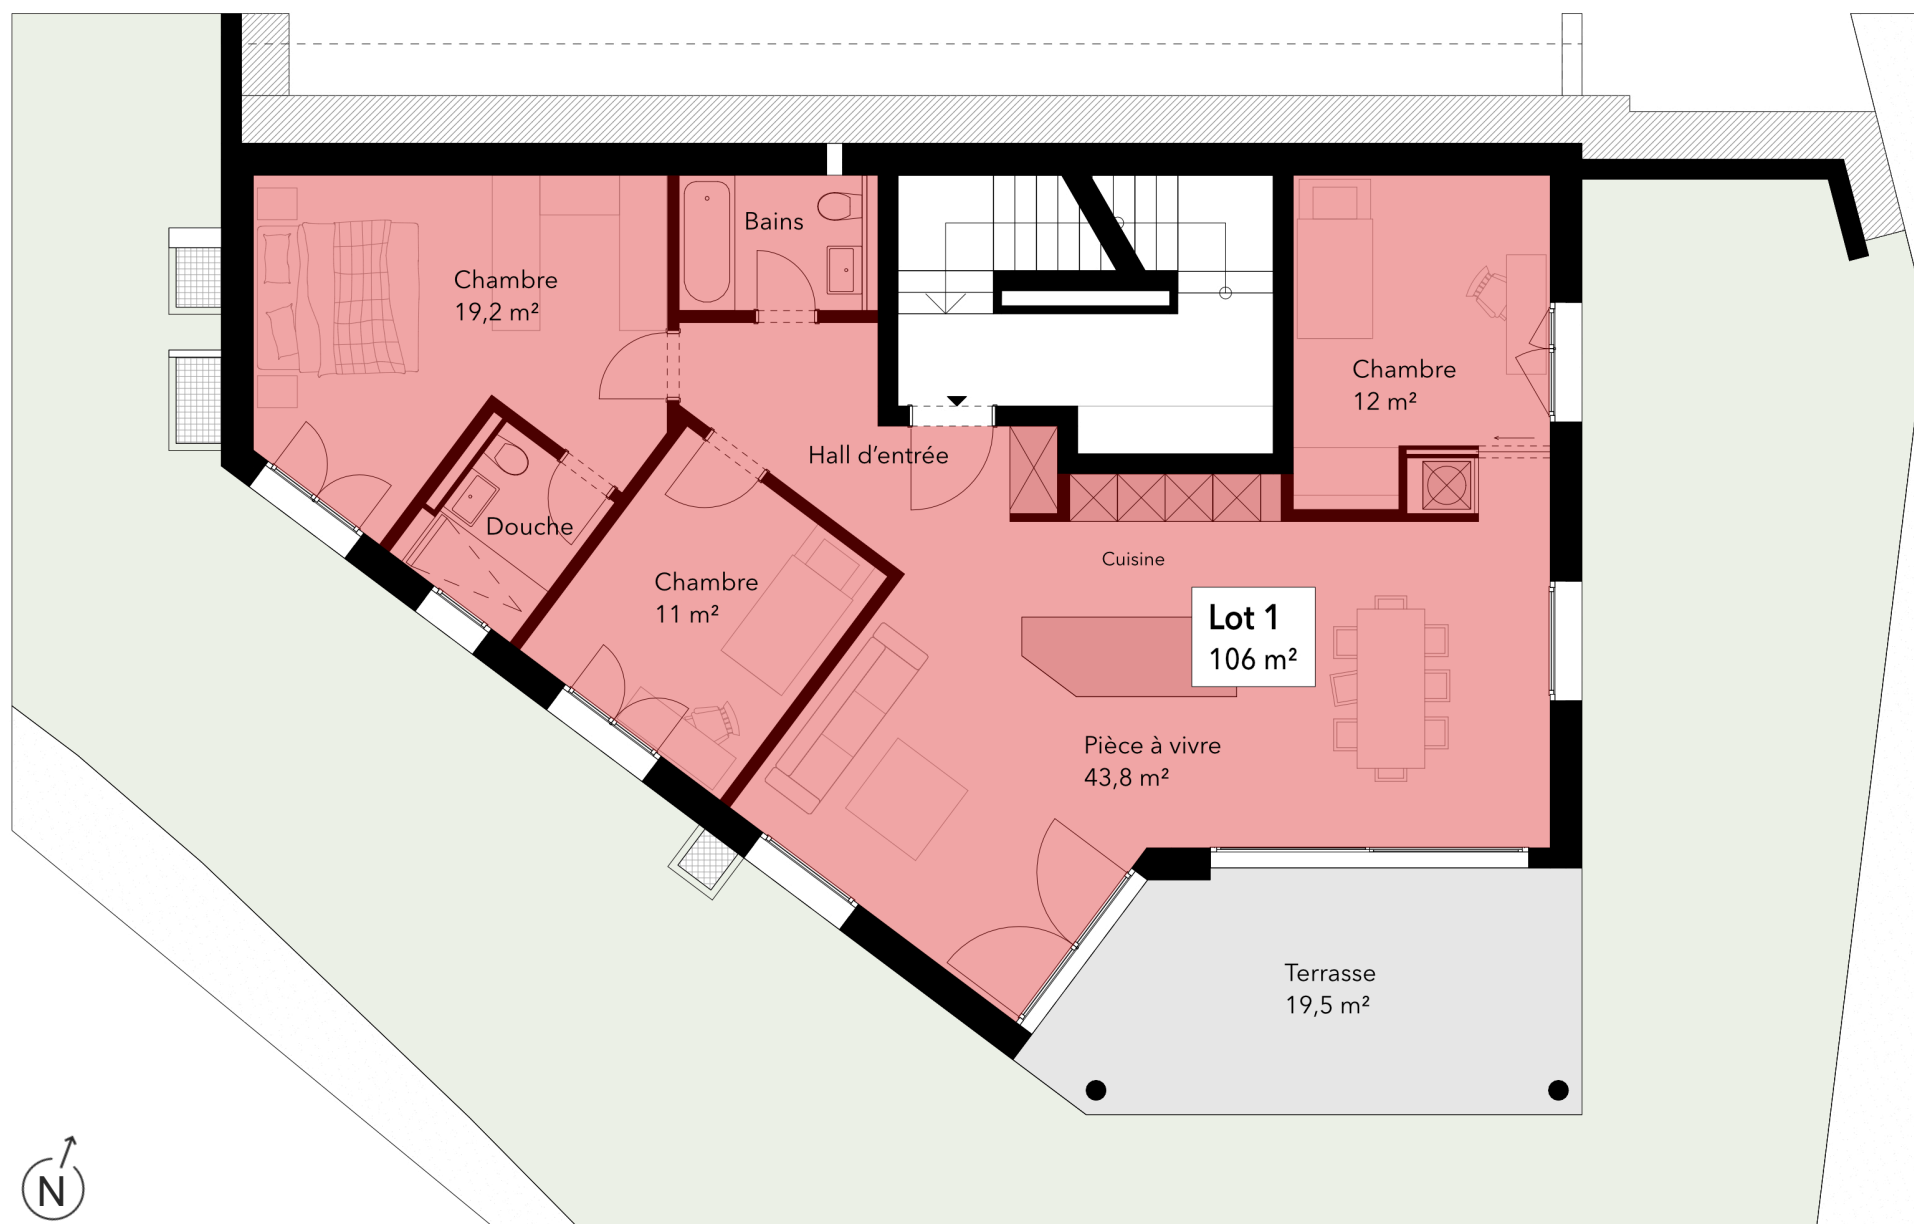 Bains
Chambre
19,2 m²
Chambre
12 m²
Hall d’entrée
Douche
Cuisine
Chambre
11 m²
Lot 1
106 m²
Pièce à vivre
43,8 m²
Terrasse
19,5 m²
N